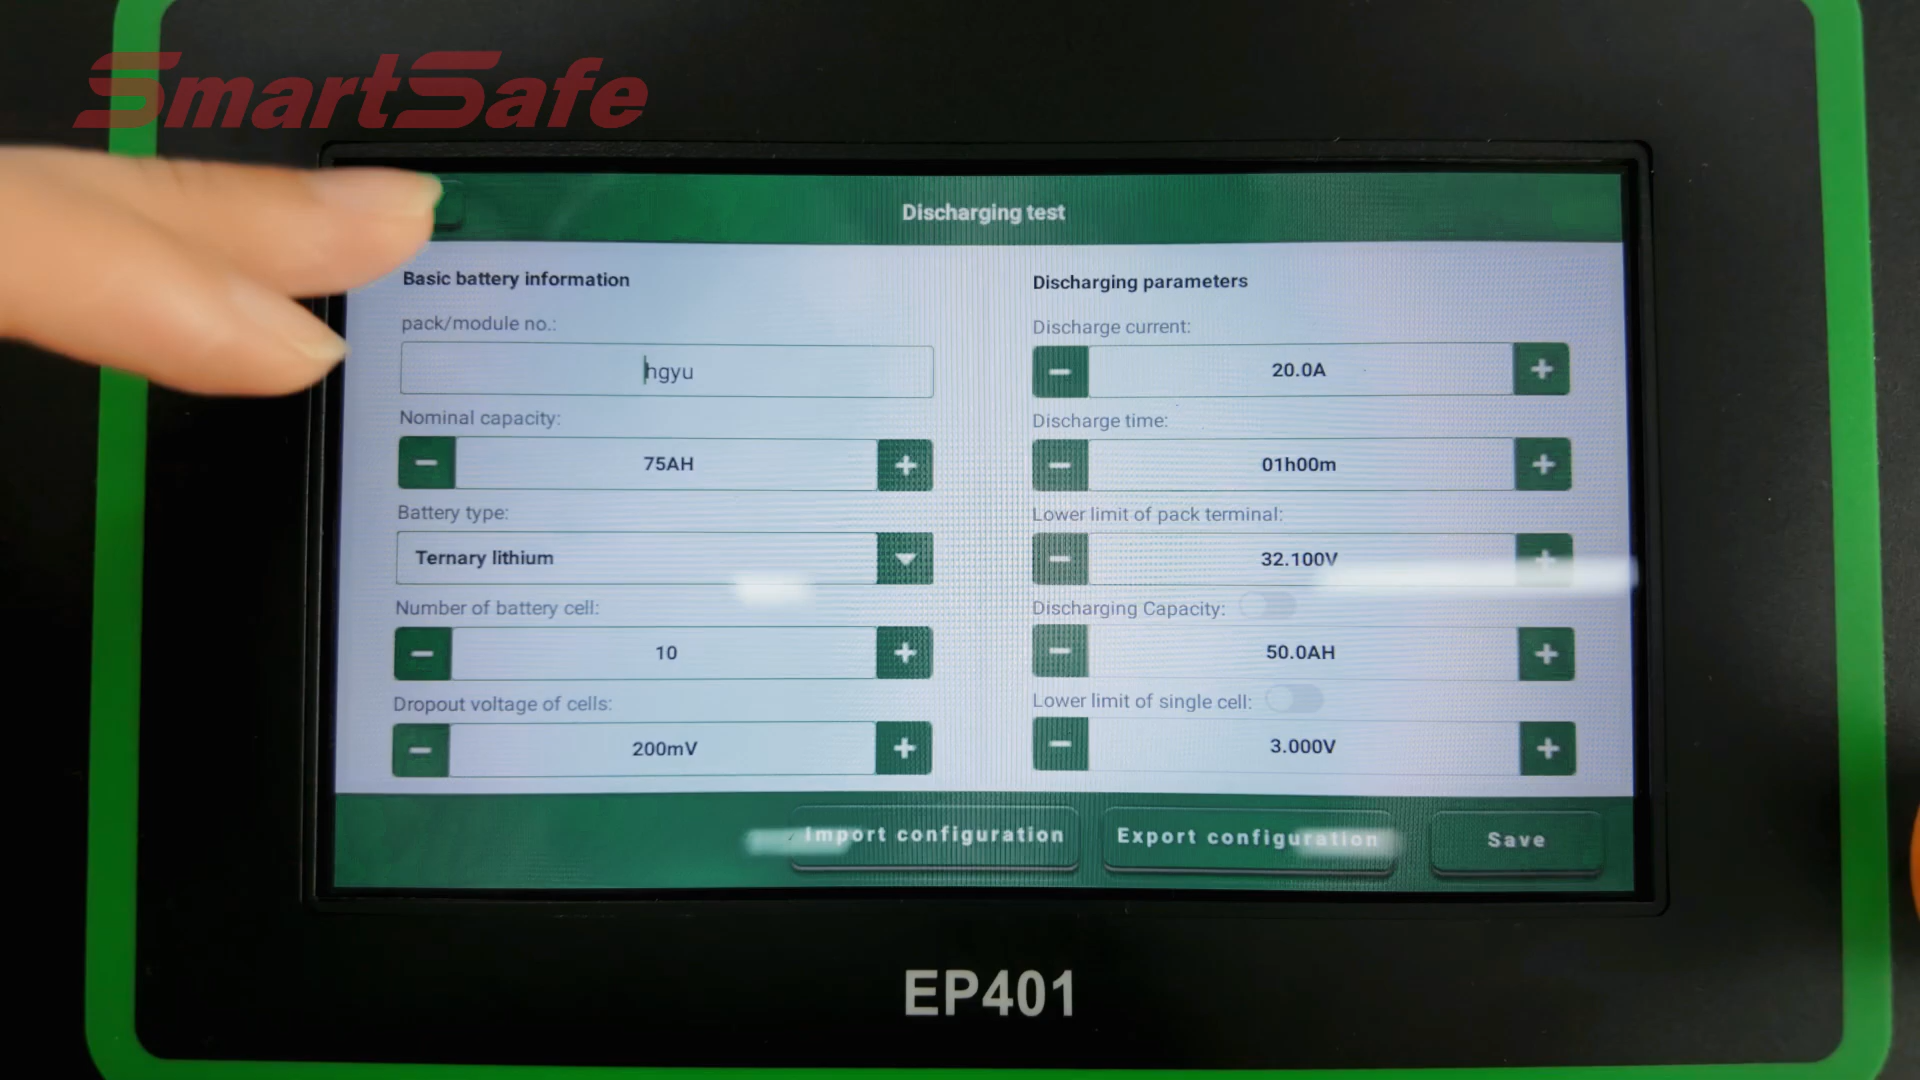 SmartSafe
Discharging test
Basic battery information
pack/module no.:
hgyu
Nominal capacity:
75AH
Battery type:
Ternary lithium
Number of battery cell:
10
Dropout voltage of cells:
200mV
Discharging parameters
Discharge current:
20.0A
Discharge time:
01h00m
Lower limit of pack terminal:
32.100V
Discharging Capacity:
50.0AH
Lower limit of single cell:
3.000V
Import configuration
Export configuration
Save
EP401